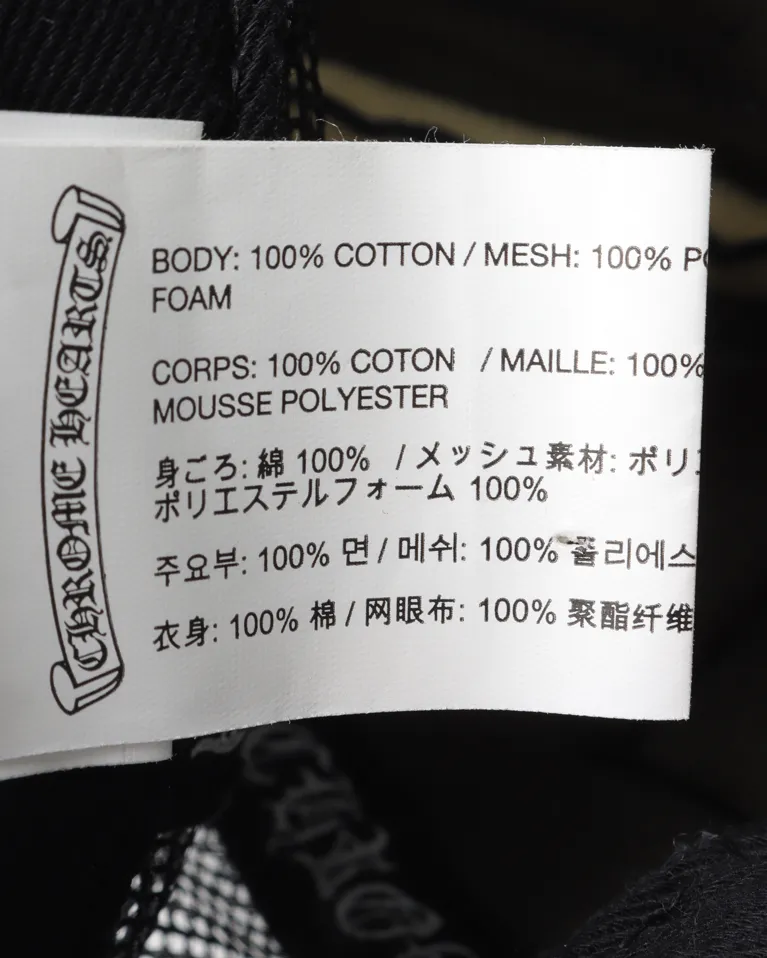 CHROME HEARTS
BODY: 100% COTTON / MESH: 100%
FOAM
CORPS: 100% COTON / MAILLE: 100%
MOUSSE POLYESTER
身ごろ: 綿 100% / メッシュ素材: ポリ
ポリエステルフォーム 100%
주요부: 100% 면 / 메쉬: 100% 폴리에스
衣身: 100% 棉 / 网眼布: 100% 聚酯纤维